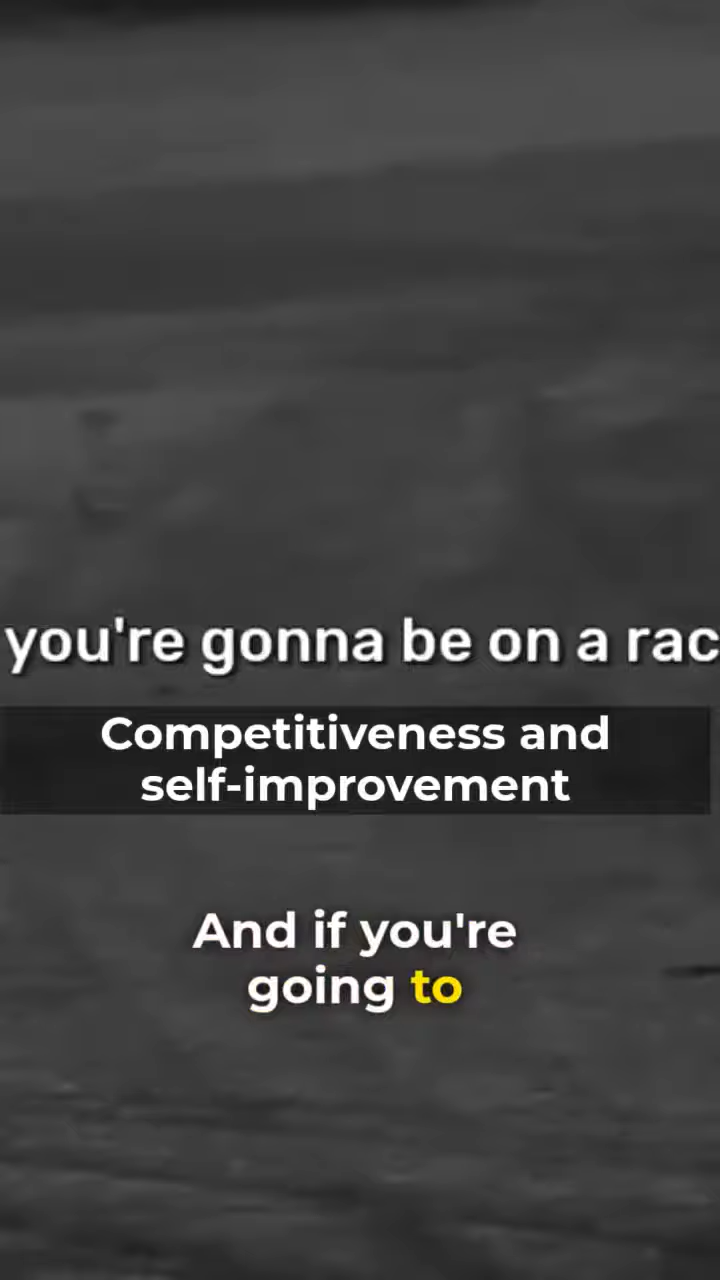 you're gonna be on a rac
Competitiveness and
self-improvement
And if you're
going to